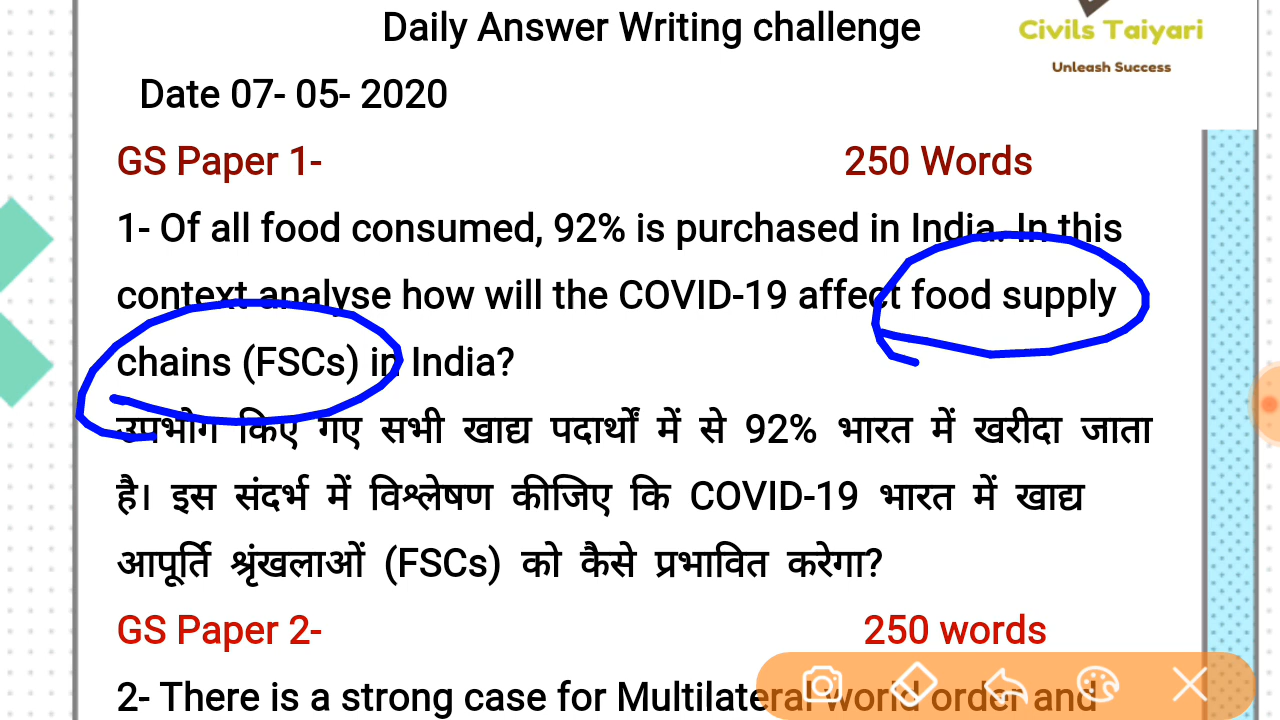 Daily Answer Writing challenge
Civils Taiyari
Unleash Success
Date 07- 05- 2020
GS Paper 1- 250 Words
1- Of all food consumed, 92% is purchased in India. In this
context analyse how will the COVID-19 affect food supply
chains (FSCs) in India?
उपभोग किए गए सभी खाद्य पदार्थों में से 92% भारत में खरीदा जाता
है। इस संदर्भ में विश्लेषण कीजिए कि COVID-19 भारत में खाद्य
आपूर्ति श्रृंखलाओं (FSCs) को कैसे प्रभावित करेगा?
GS Paper 2- 250 words
2- There is a strong case for Multilateral world order and